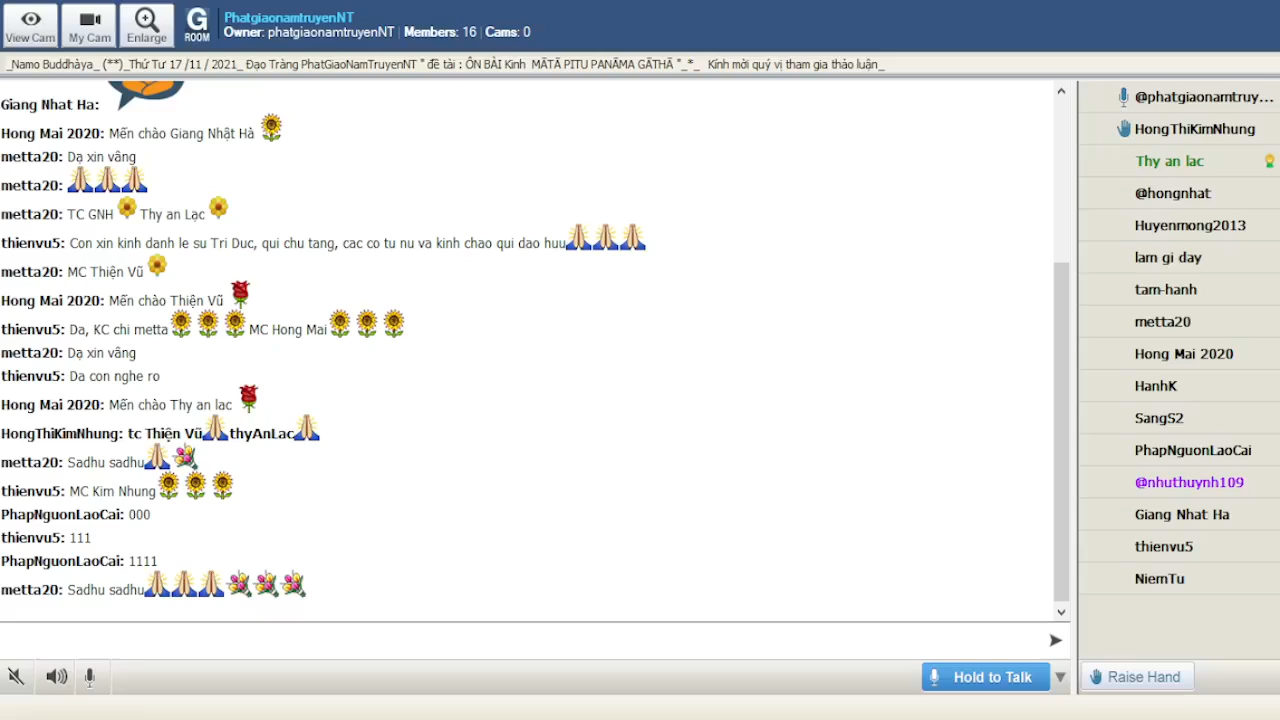 View Cam
My Cam
Enlarge
G ROOM
PhatgiaonamtruyenNT
Owner: phatgiaonamtruyenNT | Members: 16 | Cams: 0
_Namo Buddhàya_ (**)_Thứ Tư 17 /11 / 2021_ Đạo Tràng PhatGiaoNamTruyenNT " đề tài : ÔN BÀI Kinh MĀTĀ PITU PANĀMA GĀTHĀ "_*_ Kính mời quý vị tham gia thảo luận_
Giang Nhat Ha:
Hong Mai 2020: Mến chào Giang Nhật Hà
metta20: Dạ xin vâng
metta20:
metta20: TC GNH Thy an Lạc
thienvu5: Con xin kinh danh le su Tri Duc, qui chu tang, cac co tu nu va kinh chao qui dao huu
metta20: MC Thiện Vũ
Hong Mai 2020: Mến chào Thiện Vũ
thienvu5: Da, KC chi metta MC Hong Mai
metta20: Dạ xin vâng
thienvu5: Da con nghe ro
Hong Mai 2020: Mến chào Thy an lac
HongThiKimNhung: tc Thiện Vũ thyAnLac
metta20: Sadhu sadhu
thienvu5: MC Kim Nhung
PhapNguonLaoCai: 000
thienvu5: 111
PhapNguonLaoCai: 1111
metta20: Sadhu sadhu
Hold to Talk
@phatgiaonamtruy...
HongThiKimNhung
Thy an lac
@hongnhat
Huyenmong2013
lam gi day
tam-hanh
metta20
Hong Mai 2020
HanhK
SangS2
PhapNguonLaoCai
@nhuthuynh109
Giang Nhat Ha
thienvu5
NiemTu
Raise Hand